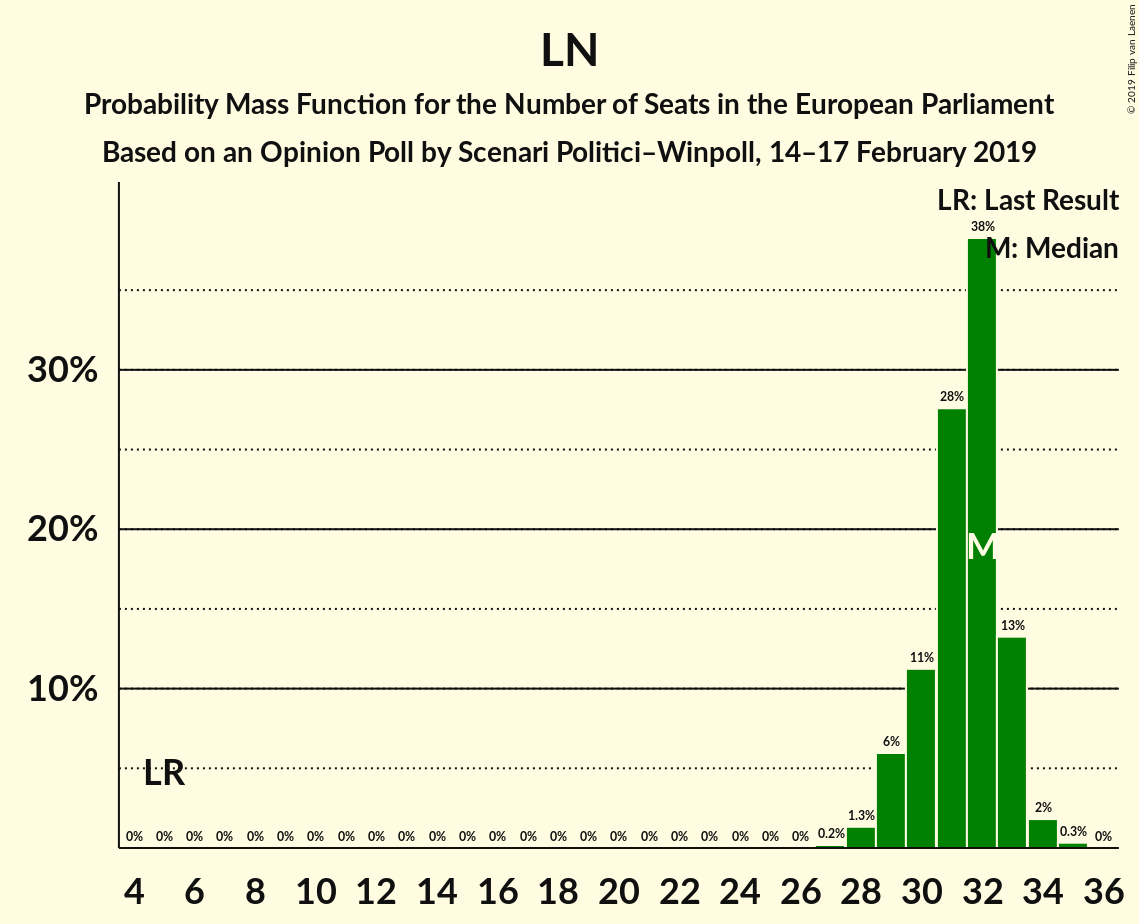 LN
Probability Mass Function for the Number of Seats in the European Parliament
Based on an Opinion Poll by Scenari Politici–Winpoll, 14–17 February 2019
© 2019 Filip van Laenen
LR: Last Result
M: Median
38%
30%
28%
20%
M
13%
11%
10%
6%
LR
0% 0% 0% 0% 0% 0% 0% 0% 0% 0% 0% 0% 0% 0% 0% 0% 0% 0% 0% 0% 0% 0% 0% 0.2% 1.3% 2% 0.3% 0%
4 6 8 10 12 14 16 18 20 22 24 26 28 30 32 34 36